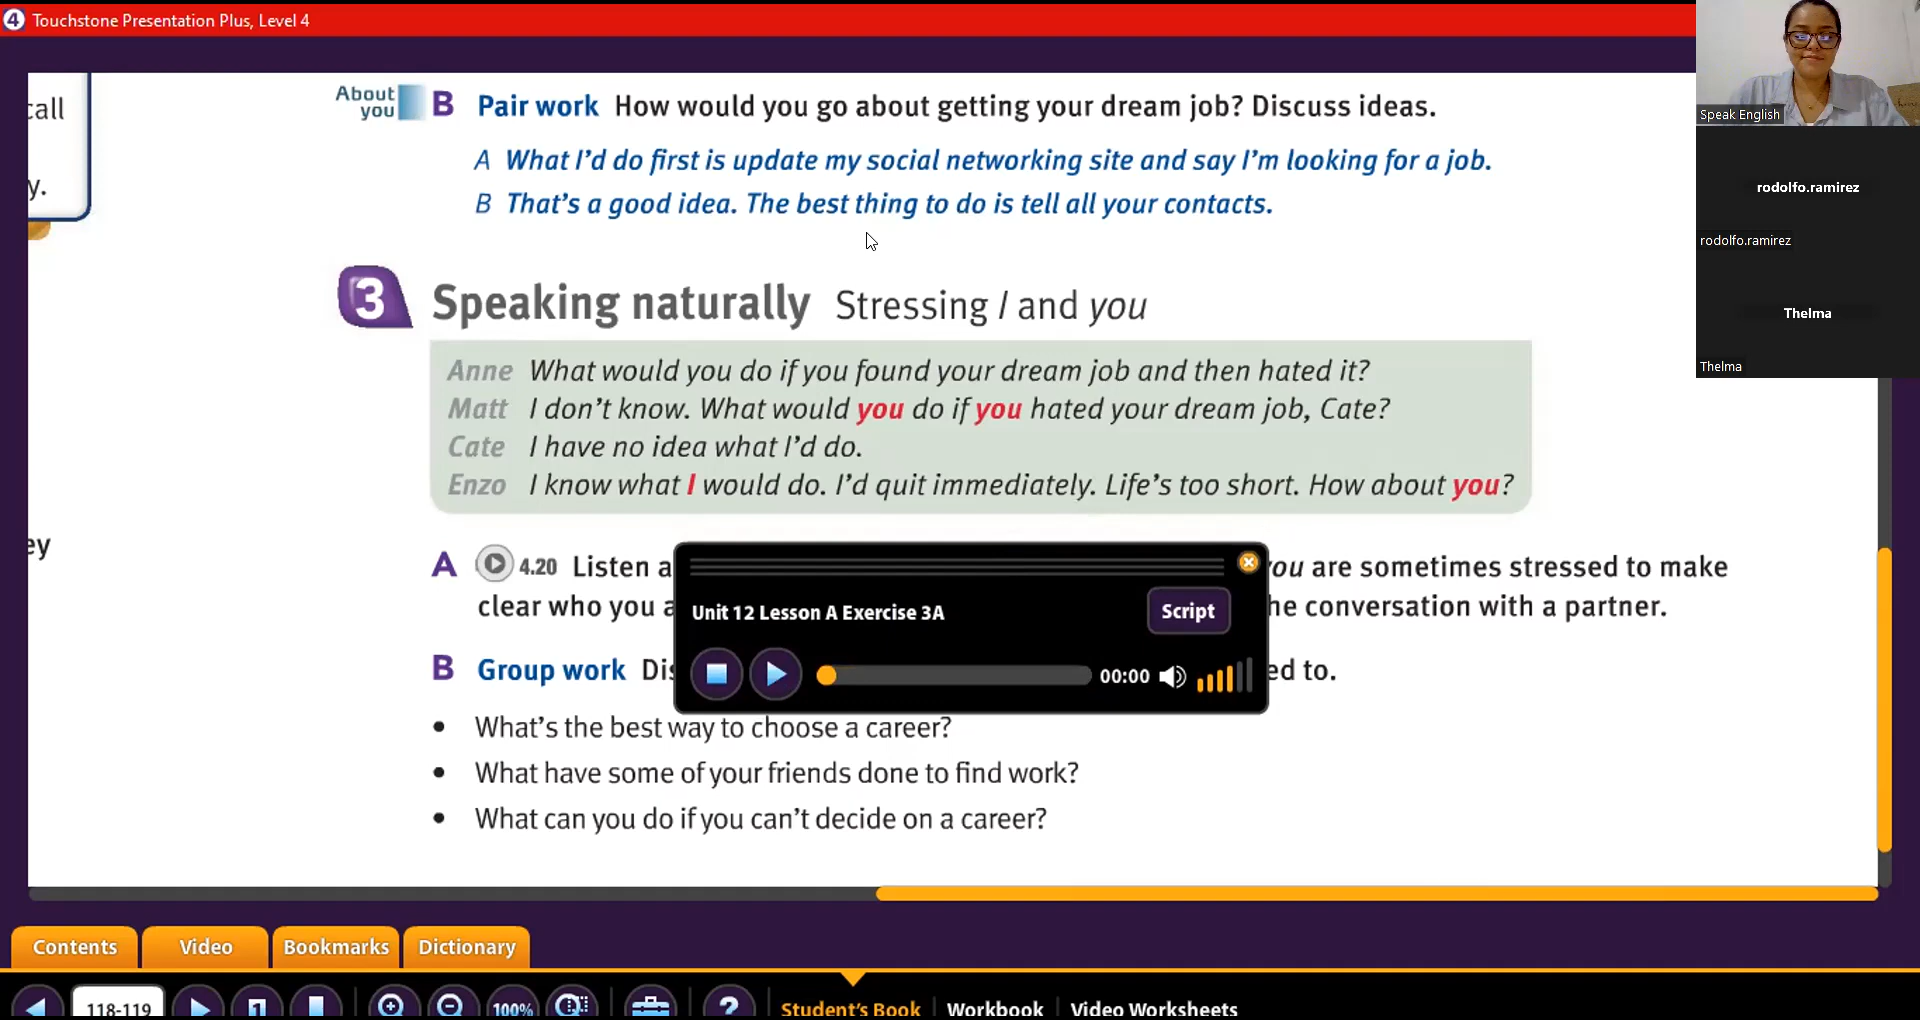 4 Touchstone Presentation Plus, Level 4
call
y.
ey
About you B Pair work How would you go about getting your dream job? Discuss ideas.
A What I'd do first is update my social networking site and say I'm looking for a job.
B That's a good idea. The best thing to do is tell all your contacts.
3 Speaking naturally Stressing I and you
Anne What would you do if you found your dream job and then hated it?
Matt I don't know. What would you do if you hated your dream job, Cate?
Cate I have no idea what I'd do.
Enzo I know what I would do. I'd quit immediately. Life's too short. How about you?
A 4.20 Listen a
ou are sometimes stressed to make
clear who you a
he conversation with a partner.
B Group work Dis
ed to.
Unit 12 Lesson A Exercise 3A
Script
00:00
• What's the best way to choose a career?
• What have some of your friends done to find work?
• What can you do if you can't decide on a career?
Speak English
rodolfo.ramirez
rodolfo.ramirez
Thelma
Thelma
Contents Video Bookmarks Dictionary
118-119 100% ? Student's Book Workbook Video Worksheets